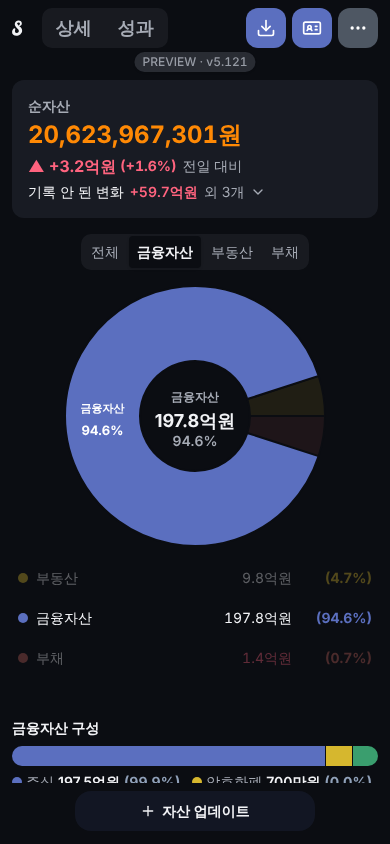 S
상세 성과
PREVIEW · v5.121
순자산
20,623,967,301원
▲ +3.2억원 (+1.6%) 전일 대비
기록 안 된 변화 +59.7억원 외 3개
전체 금융자산 부동산 부채
금융자산
94.6%
금융자산
197.8억원
94.6%
부동산 9.8억원 (4.7%)
금융자산 197.8억원 (94.6%)
부채 1.4억원 (0.7%)
금융자산 구성
주식 197.5억원 (99.9%) 암호화폐 700만원 (0.0%)
+ 자산 업데이트